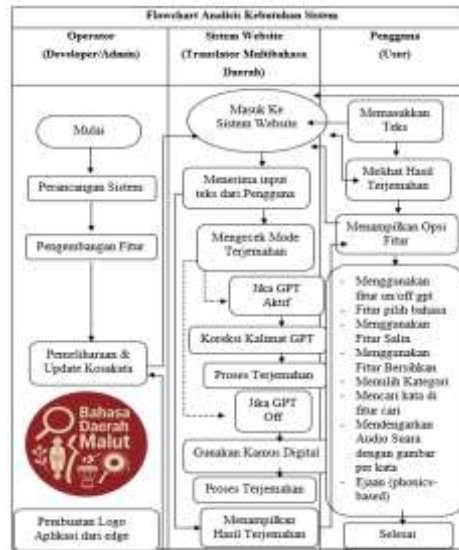 Flowchart Analisis Kebutuhan Sistem
Operator
(Developer/Admin)
Sistem Website
(Translator Multibahasa
Daerah)
Pengguna
(User)
Mulai
Perancangan Sistem
Pengembangan Fitur
Pemeliharaan &
Update Kosakata
Bahasa
Daerah
Malut
Pembuatan Logo
Aplikasi dari edge
Masuk Ke
Sistem Website
Menerima input
teks dari Pengguna
Mengecek Mode
Terjemahan
Jika GPT
Aktif
Koreksi Kalimat GPT
Proses Terjemahan
Jika GPT
Off
Gunakan Kamus Digital
Proses Terjemahan
Menampilkan
Hasil Terjemahan
Memasukkan
Teks
Melihat Hasil
Terjemahan
Menampilkan Opsi
Fitur
- Menggunakan
fitur on/off gpt
- Fitur pilih bahasa
- Menggunakan
Fitur Salin
- Menggunakan
Fitur Bersihkan
- Memilih Kategori
- Mencari kata di
fitur cari
- Mendengarkan
Audio Suara
dengan gambar
per kata
- Ejaan (phonics-
based)
Selesai